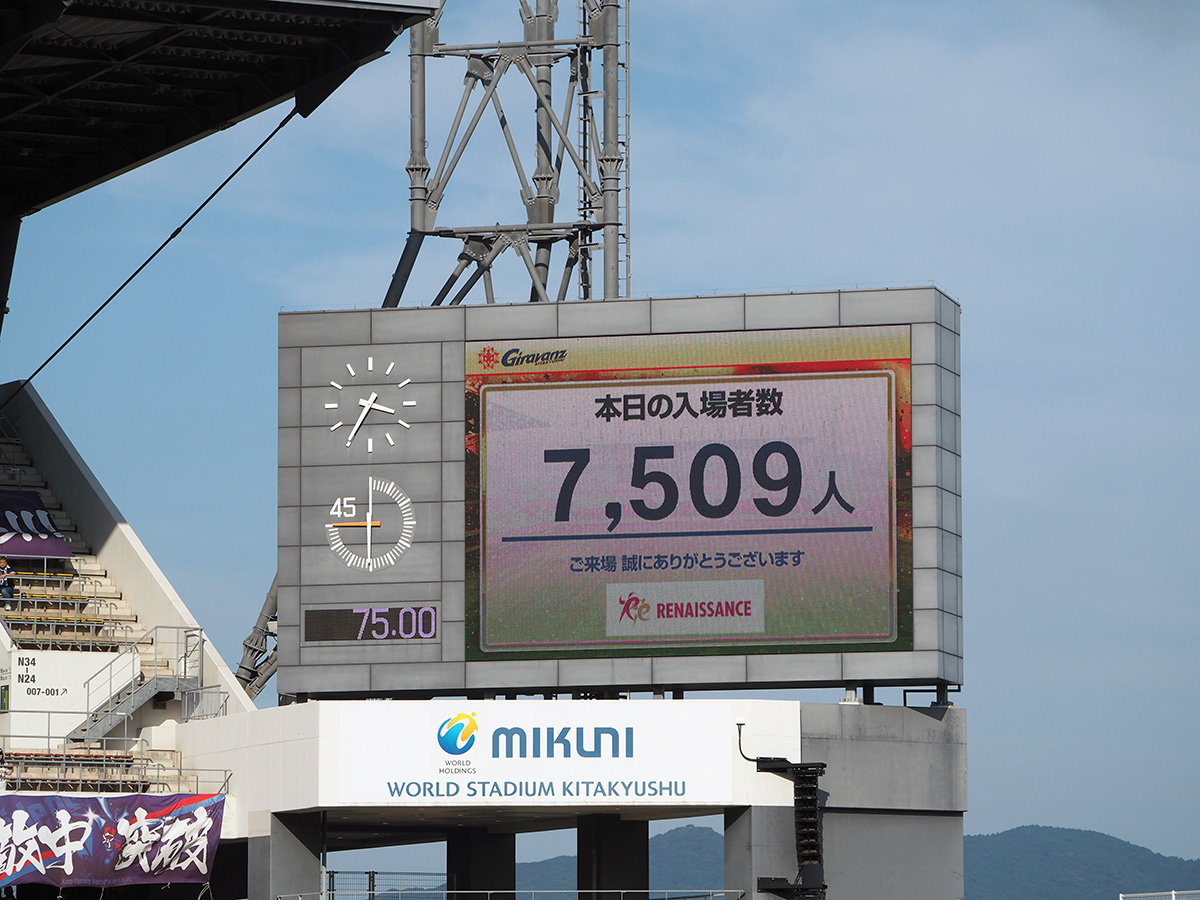 Giravanz
本日の入場者数
7,509人
ご来場 誠にありがとうございます
RENAISSANCE
45
75.00
N34
N24
007-001↗
WORLD
HOLDINGS
MIKUNI
WORLD STADIUM KITAKYUSHU
中
突破